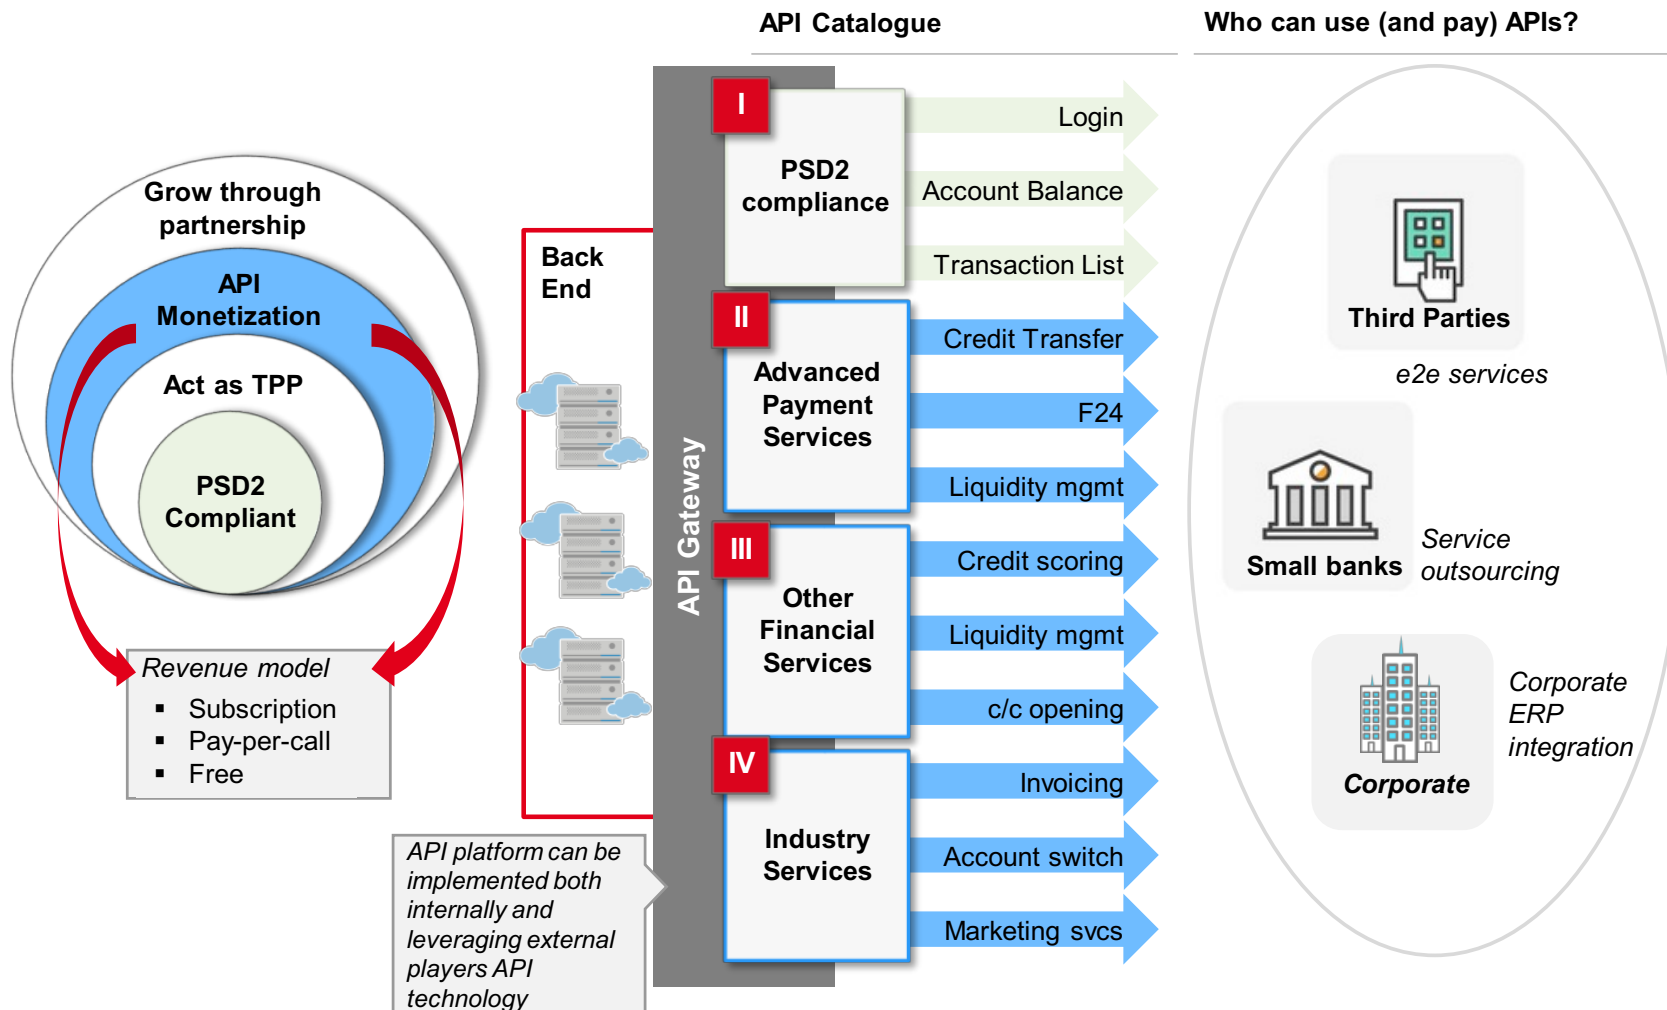 API Catalogue
Who can use (and pay) APIs?
Grow through
partnership
API
Monetization
Act as TPP
PSD2
Compliant
Revenue model
▪ Subscription
▪ Pay-per-call
▪ Free
Back
End
API Gateway
API platform can be
implemented both
internally and
leveraging external
players API
technology
I
PSD2
compliance
Login
Account Balance
Transaction List
II
Advanced
Payment
Services
Credit Transfer
F24
Liquidity mgmt
III
Other
Financial
Services
Credit scoring
Liquidity mgmt
c/c opening
IV
Industry
Services
Invoicing
Account switch
Marketing svcs
Third Parties
e2e services
Small banks
Service
outsourcing
Corporate
Corporate
ERP
integration